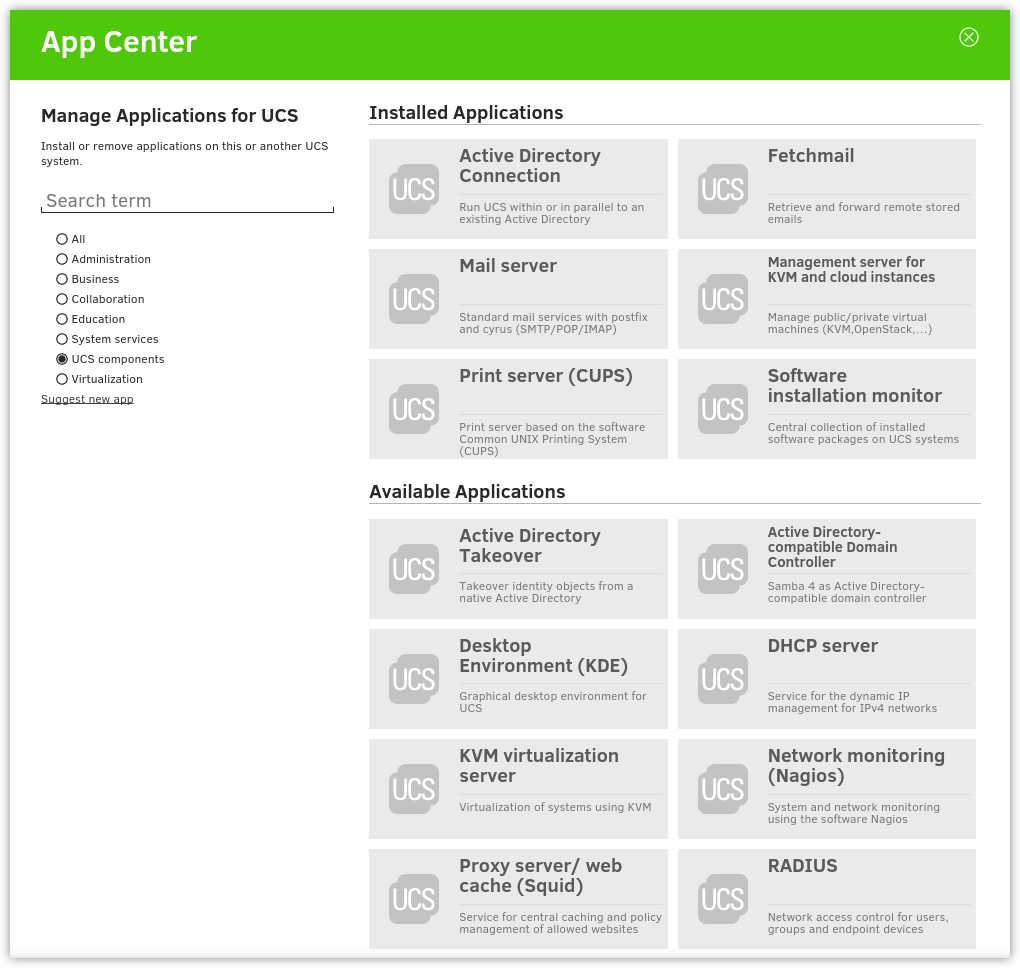 App Center
Manage Applications for UCS
Install or remove applications on this or another UCS
system.
Search term
All
Administration
Business
Collaboration
Education
System services
UCS components
Virtualization
Suggest new app
Installed Applications
UCS
Active Directory
Connection
Run UCS within or in parallel to an
existing Active Directory
UCS
Fetchmail
Retrieve and forward remote stored
emails
UCS
Mail server
Standard mail services with postfix
and cyrus (SMTP/POP/IMAP)
UCS
Management server for
KVM and cloud instances
Manage public/private virtual
machines (KVM,OpenStack,...)
UCS
Print server (CUPS)
Print server based on the software
Common UNIX Printing System
(CUPS)
UCS
Software
installation monitor
Central collection of installed
software packages on UCS systems
Available Applications
UCS
Active Directory
Takeover
Takeover identity objects from a
native Active Directory
UCS
Active Directory-
compatible Domain
Controller
Samba 4 as Active Directory-
compatible domain controller
UCS
Desktop
Environment (KDE)
Graphical desktop environment for
UCS
UCS
DHCP server
Service for the dynamic IP
management for IPv4 networks
UCS
KVM virtualization
server
Virtualization of systems using KVM
UCS
Network monitoring
(Nagios)
System and network monitoring
using the software Nagios
UCS
Proxy server/ web
cache (Squid)
Service for central caching and policy
management of allowed websites
UCS
RADIUS
Network access control for users,
groups and endpoint devices